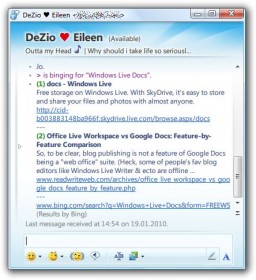 DeZio ♥ Eileen
DeZio ♥ Eileen (Available)
Outta my Head 🎵 | Why should i take life so seriousl...
Jo.
> is binging for "Windows Live Docs".
(1) docs - Windows Live
Free storage on Windows Live. With SkyDrive, it's easy to
store and share your files and photos with almost anyone.
http://cid-
b003883148ba966f.skydrive.live.com/browse.aspx/docs
---
(2) Office Live Workspace vs Google Docs: Feature-by-
Feature Comparison
So, to be clear, blog publishing is not a feature of Google Docs
being a "web office" suite. (Heck, some of people's fav blog
editors like Windows Live Writer & ecto are offline ...
www.readwriteweb.com/archives/office_live_workspace_vs_goo
gle_docs_feature_by_feature.php
---
www.bing.com/search?q=Windows+Live+Docs&form=FREEWS
(Results by Bing)
Last message received at 14:54 on 19.01.2010.
A